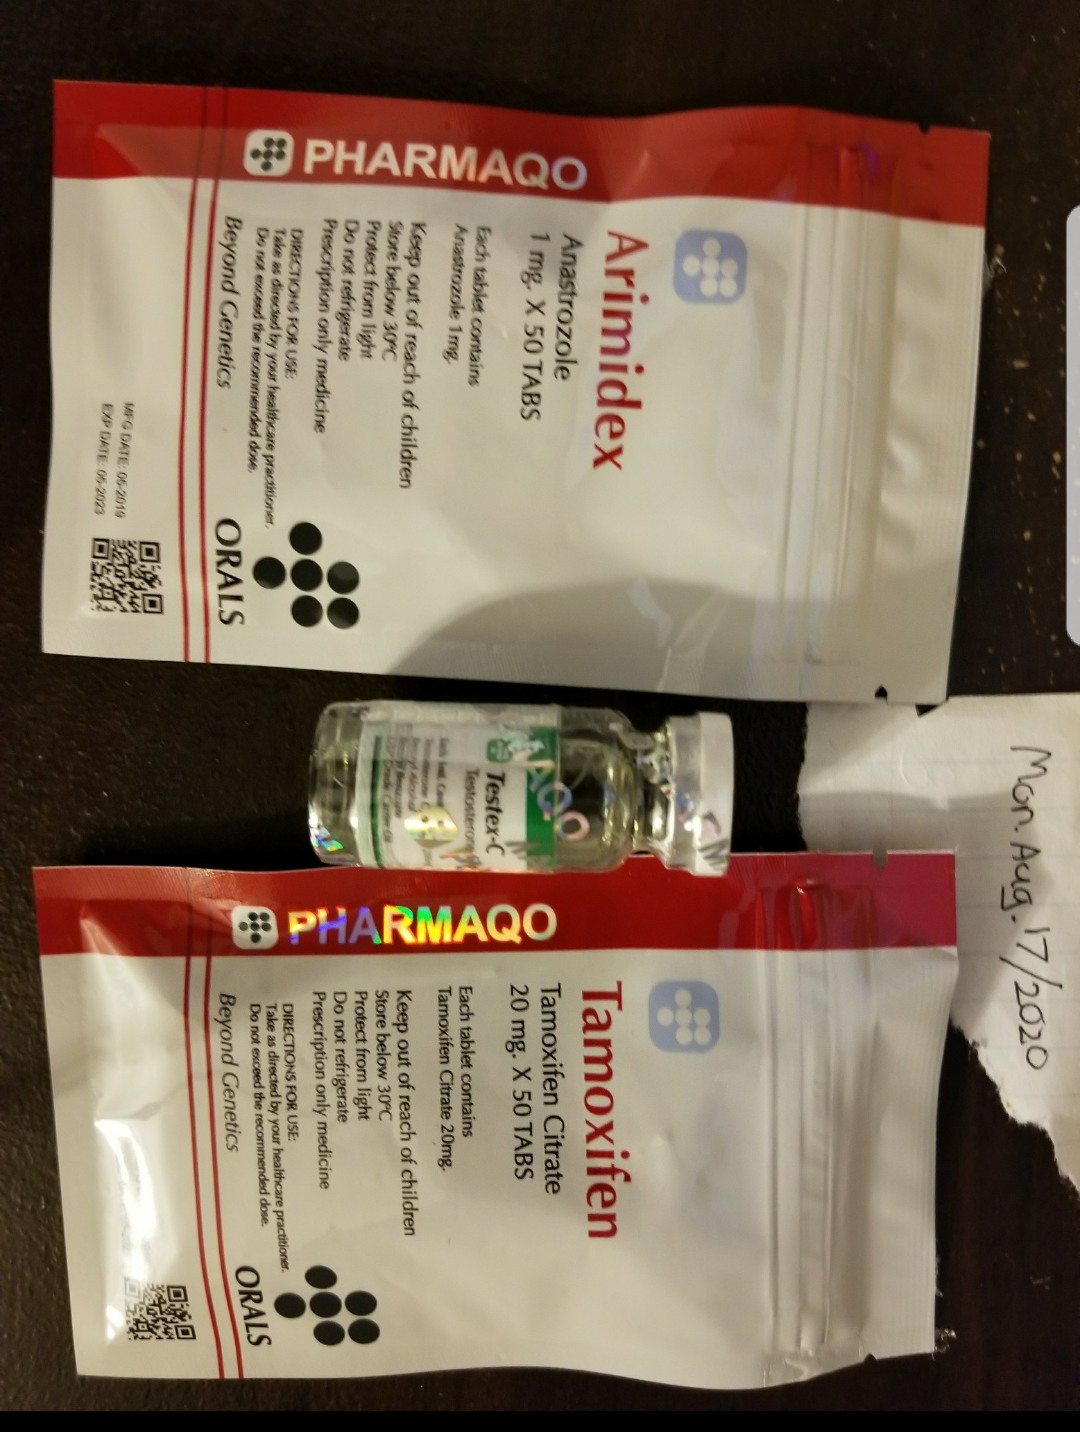 PHARMAQO
Arimidex
Anastrozole
1 mg. X 50 TABS
Each tablet contains
Anastrozole 1mg.
Keep out of reach of children
Store below 30°C
Protect from light
Do not refrigerate
Prescription only medicine
DIRECTIONS FOR USE:
Take as directed by your healthcare practitioner.
Do not exceed the recommended dose.
Beyond Genetics
ORALS
MFG DATE: 06-2019
EXP DATE: 06-2023
Testex-C
Testosterone
Mon. Aug. 17/2020
PHARMAQO
Tamoxifen
Tamoxifen Citrate
20 mg. X 50 TABS
Each tablet contains
Tamoxifen Citrate 20mg.
Keep out of reach of children
Store below 30°C
Protect from light
Do not refrigerate
Prescription only medicine
DIRECTIONS FOR USE:
Take as directed by your healthcare practitioner.
Do not exceed the recommended dose.
Beyond Genetics
ORALS